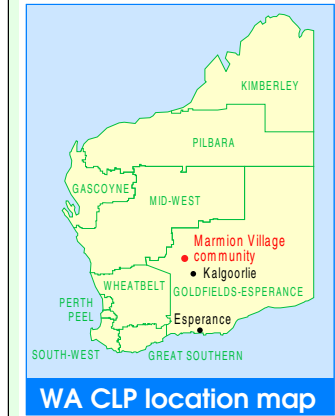 KIMBERLEY
PILBARA
GASCOYNE
MID-WEST
Marmion Village
community
Kalgoorlie
WHEATBELT
GOLDFIELDS-ESPERANCE
PERTH
PEEL
Esperance
SOUTH-WEST
GREAT SOUTHERN
WA CLP location map